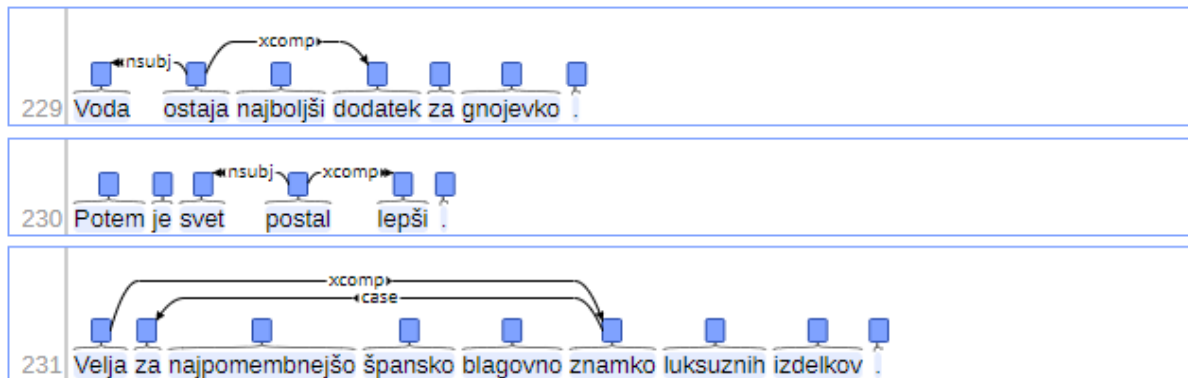 xcomp
nsubj
229 Voda ostaja najboljši dodatek za gnojevko .
nsubj xcomp
230 Potem je svet postal lepši .
xcomp
case
231 Velja za najpomembnejšo špansko blagovno znamko luksuznih izdelkov .